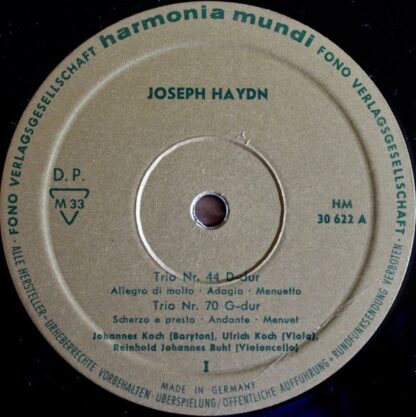 harmonia mundi
FONO VERLAGSGESELLSCHAFT
FONO VERLAGSGESELLSCHAFT
JOSEPH HAYDN
D. P.
M 33
HM
30 622 A
Trio Nr. 44 D-dur
Allegro di molto · Adagio · Menuetto
Trio Nr. 70 G-dur
Scherzo e presto · Andante · Menuet
Johannes Koch (Baryton), Ulrich Koch (Viola),
Reinhold Johannes Buhl (Violoncello)
I
MADE IN GERMANY
· ALLE HERSTELLER- · URHEBERRECHTE VORBEHALTEN · ÜBERSPIELUNG/ÖFFENTLICHE AUFFÜHRUNG + RUNDFUNKSENDUNG VERBOTEN ·